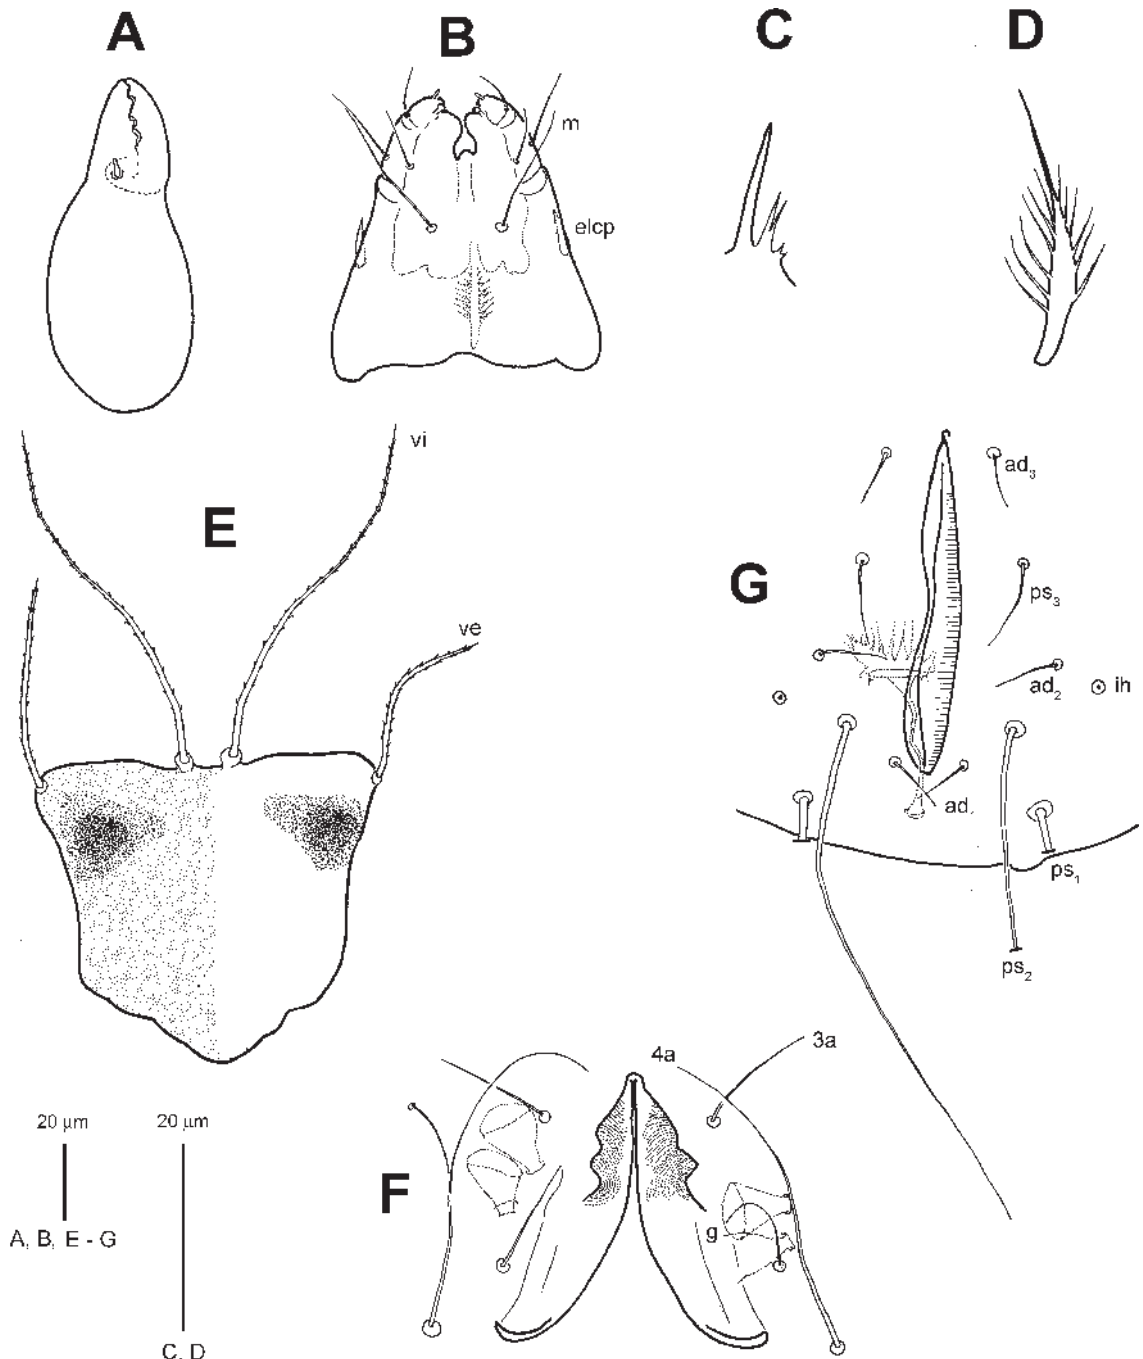 A
B
C
D
m
elcp
vi
E
ve
ad₃
G
ps₃
ad₂
ih
ad₁
ps₁
ps₂
3a
4a
20 µm
20 µm
F
g
A, B, E - G
C, D